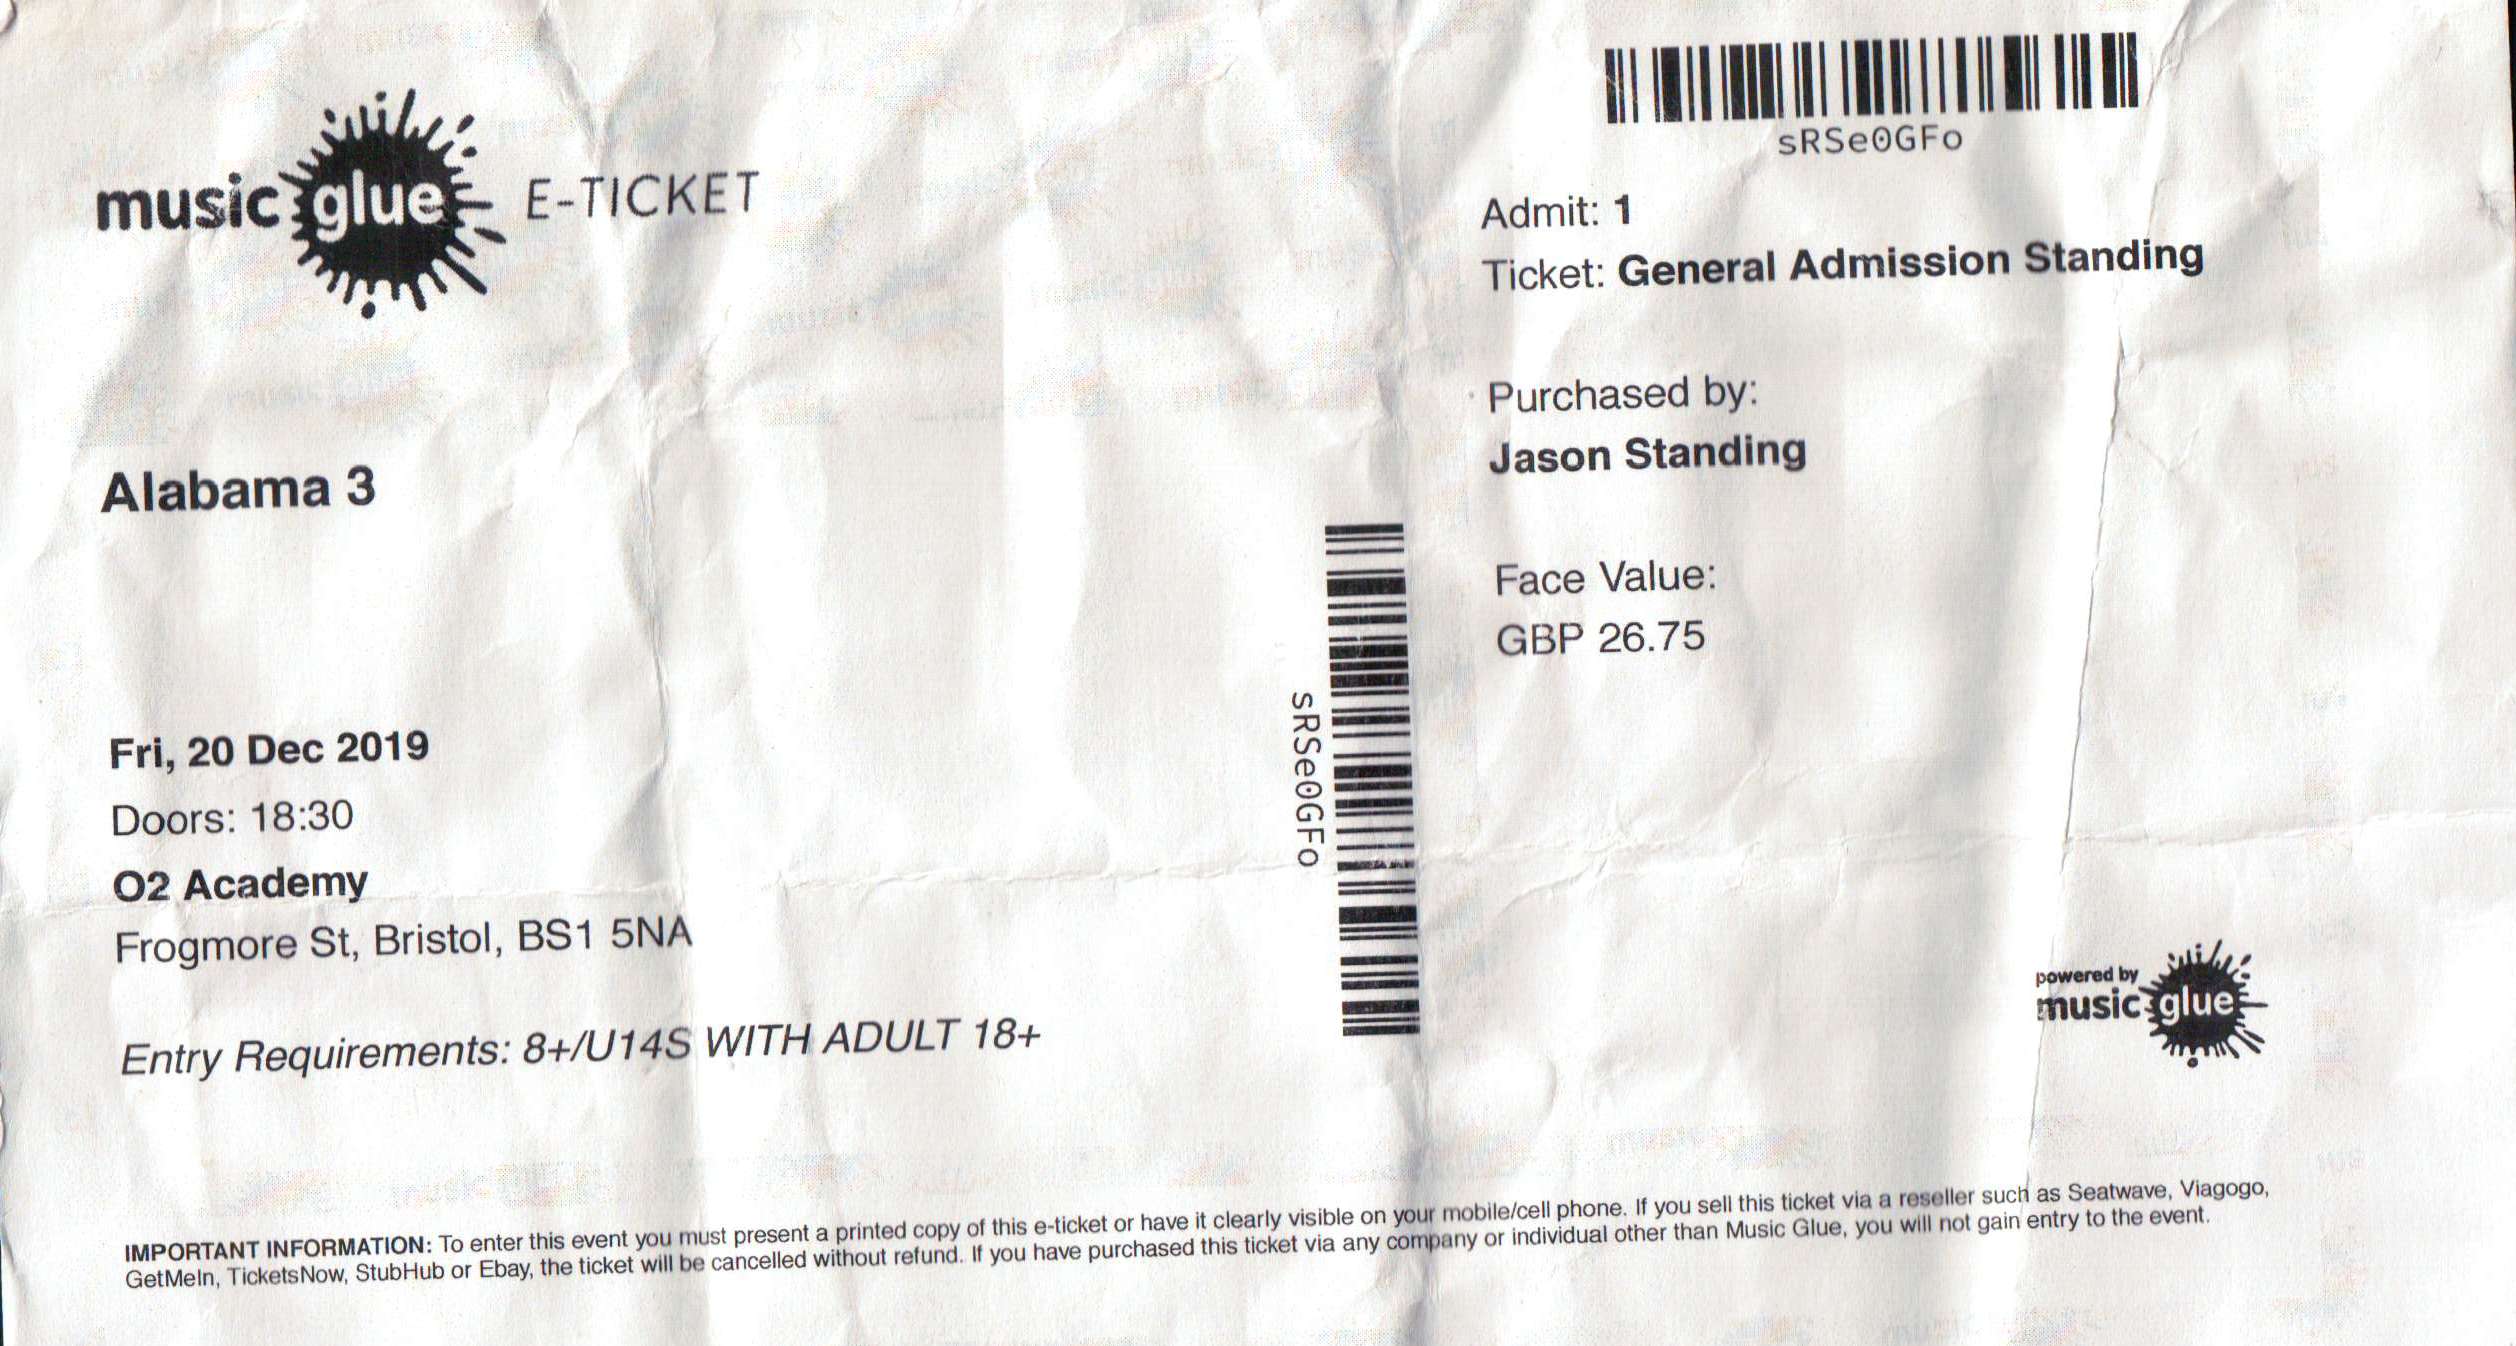 music glue E-TICKET
Alabama 3
Fri, 20 Dec 2019
Doors: 18:30
O2 Academy
Frogmore St, Bristol, BS1 5NA
Entry Requirements: 8+/U14S WITH ADULT 18+
sRSe0GFo
sRSe0GFo
Admit: 1
Ticket: General Admission Standing
Purchased by:
Jason Standing
Face Value:
GBP 26.75
powered by
music glue
IMPORTANT INFORMATION: To enter this event you must present a printed copy of this e-ticket or have it clearly visible on your mobile/cell phone. If you sell this ticket via a reseller such as Seatwave, Viagogo,
GetMeIn, TicketsNow, StubHub or Ebay, the ticket will be cancelled without refund. If you have purchased this ticket via any company or individual other than Music Glue, you will not gain entry to the event.